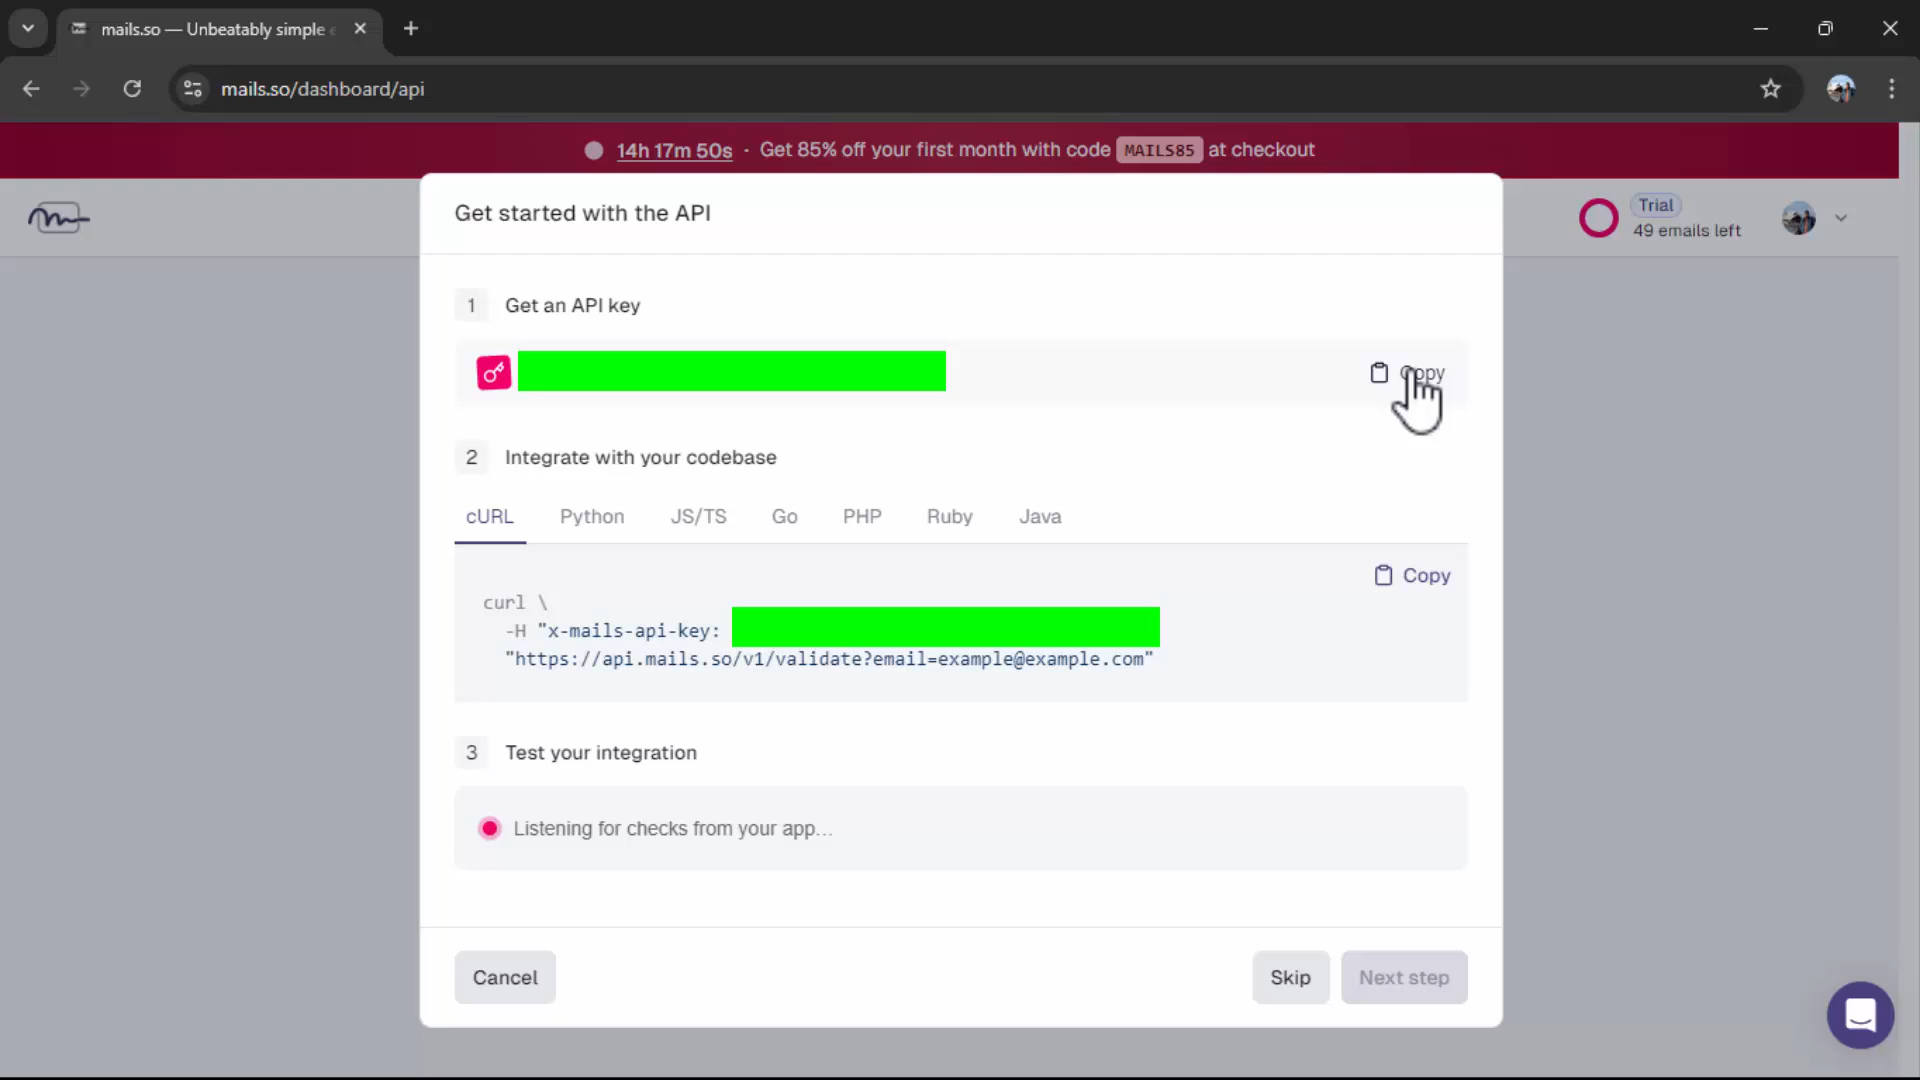 mails.so — Unbeatably simple e
mails.so/dashboard/api
14h 17m 50s · Get 85% off your first month with code MAILS85 at checkout
Trial
49 emails left
Get started with the API
1 Get an API key
Copy
2 Integrate with your codebase
cURL Python JS/TS Go PHP Ruby Java
Copy
curl \
-H "x-mails-api-key:
"https://api.mails.so/v1/validate?email=example@example.com"
3 Test your integration
Listening for checks from your app...
Cancel Skip Next step